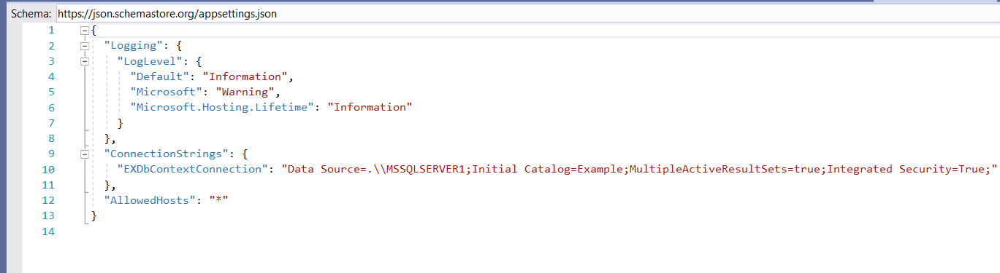 Schema: https://json.schemastore.org/appsettings.json
1 {
2 "Logging": {
3 "LogLevel": {
4 "Default": "Information",
5 "Microsoft": "Warning",
6 "Microsoft.Hosting.Lifetime": "Information"
7 }
8 },
9 "ConnectionStrings": {
10 "EXDbContextConnection": "Data Source=.\\MSSQLSERVER1;Initial Catalog=Example;MultipleActiveResultSets=true;Integrated Security=True;"
11 },
12 "AllowedHosts": "*"
13 }
14